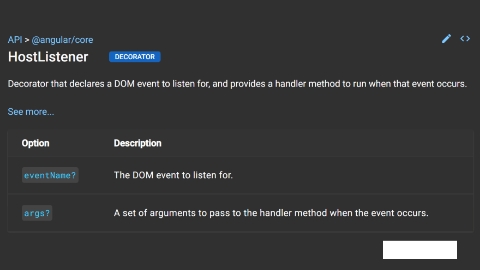 API > @angular/core
HostListener DECORATOR
Decorator that declares a DOM event to listen for, and provides a handler method to run when that event occurs.
See more...
Option Description
eventName? The DOM event to listen for.
args? A set of arguments to pass to the handler method when the event occurs.